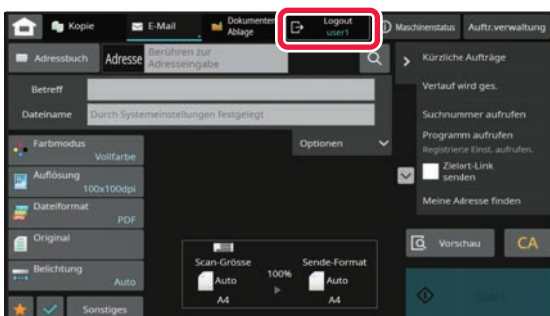 Kopie
E-Mail
Dokumenten
Ablage
Logout
user1
Maschinenstatus
Auftr.verwaltung
Adressbuch
Adresse
Berühren zur
Adresseingabe
Betreff
Dateiname
Durch Systemeinstellungen festgelegt
Farbmodus
Vollfarbe
Auflösung
100x100dpi
Dateiformat
PDF
Original
Belichtung
Auto
Sonstiges
Optionen
Scan-Grösse
Auto
A4
100%
Sende-Format
Auto
A4
Kürzliche Aufträge
Verlauf wird ges.
Suchnummer aufrufen
Programm aufrufen
Registrierte Einst. aufrufen.
Zielort-Link
senden
Meine Adresse finden
Vorschau
CA
Start